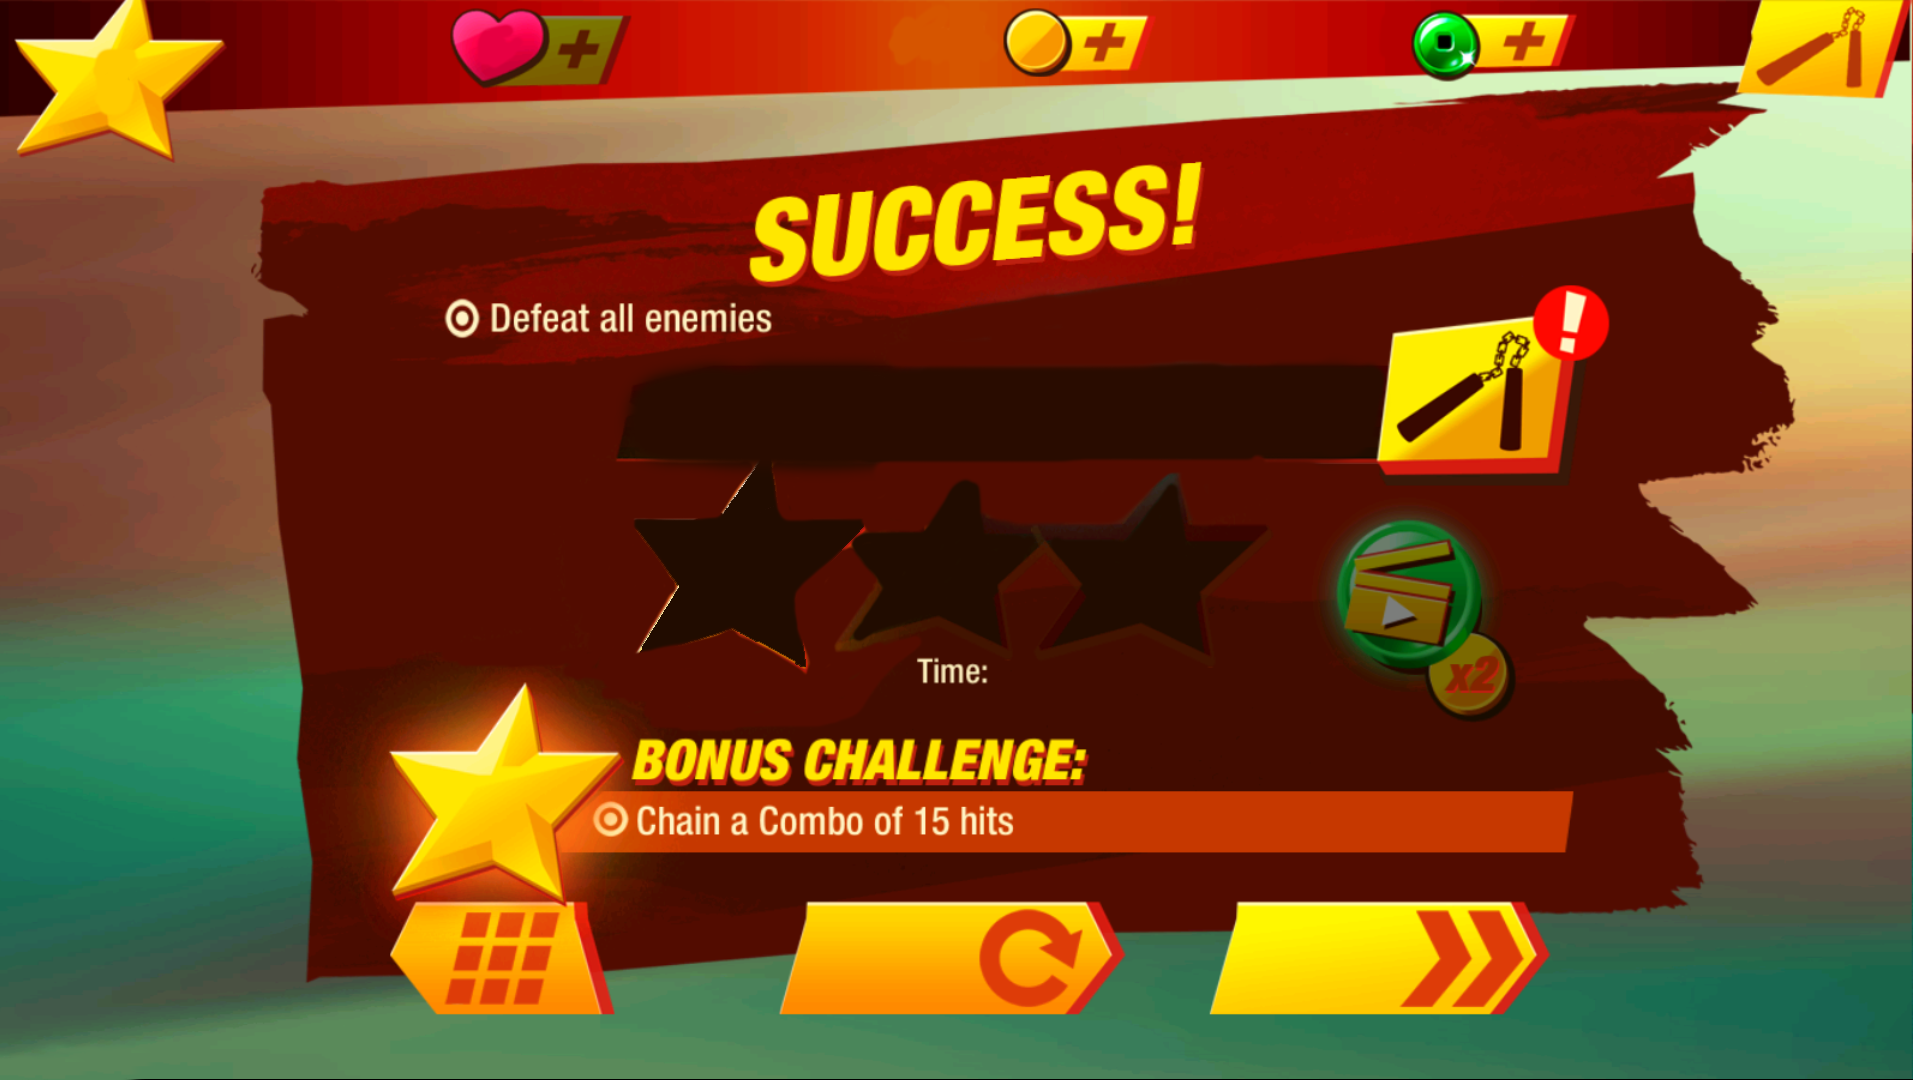 SUCCESS!
Defeat all enemies
!
Time:
x2
BONUS CHALLENGE:
Chain a Combo of 15 hits